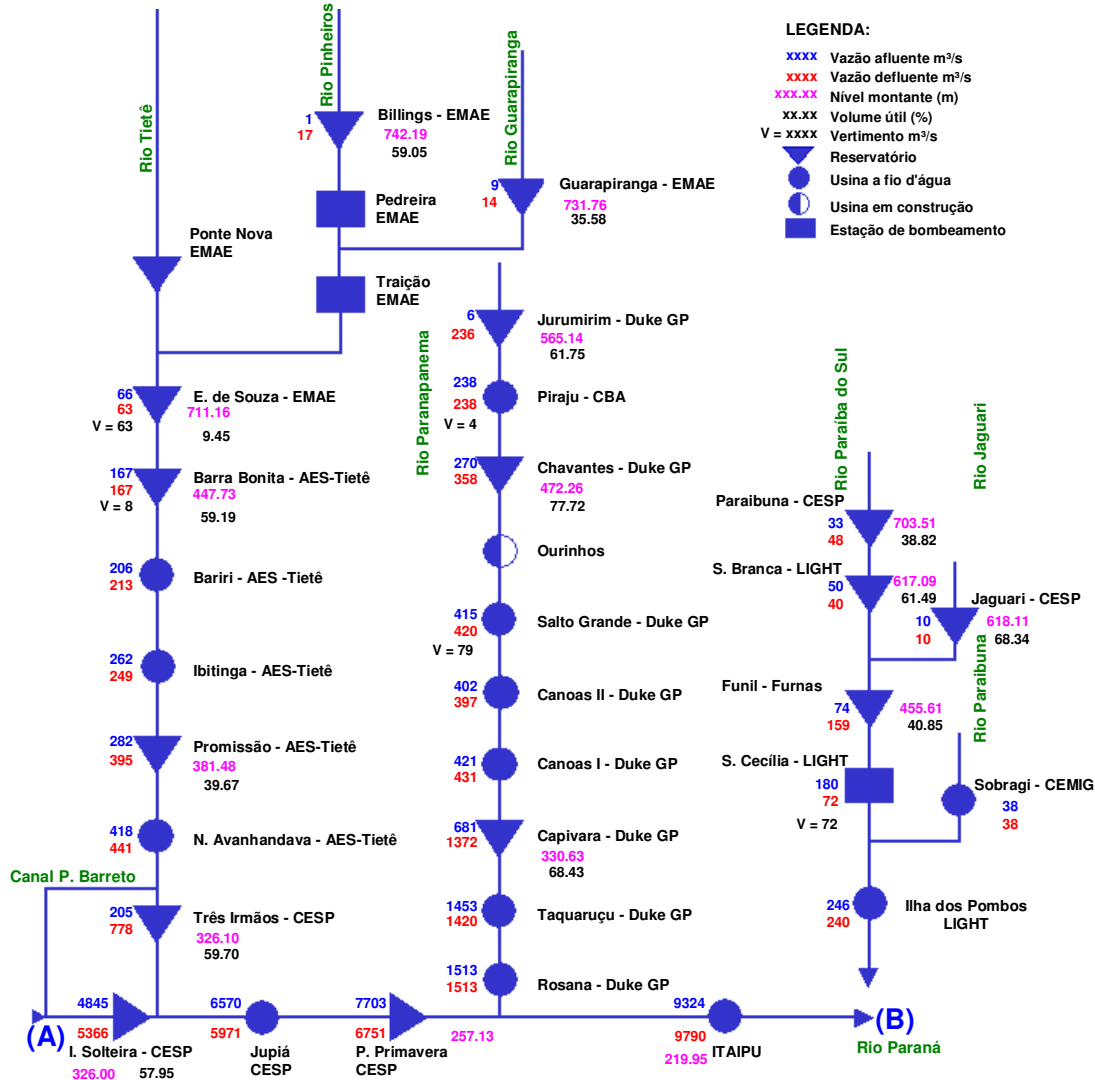 LEGENDA:
xxxx Vazão afluente m³/s
xxxx Vazão defluente m³/s
xxx.xx Nível montante (m)
xx.xx Volume útil (%)
V = xxxx Vertimento m³/s
Reservatório
Usina a fio d'água
Usina em construção
Estação de bombeamento
Rio Tietê
Rio Pinheiros
Rio Guarapiranga
1
17
Billings - EMAE
742.19
59.05
Pedreira
EMAE
9
14
Guarapiranga - EMAE
731.76
35.58
Ponte Nova
EMAE
Traição
EMAE
66
63
V = 63
E. de Souza - EMAE
711.16
9.45
167
167
V = 8
Barra Bonita - AES-Tietê
447.73
59.19
206
213
Bariri - AES -Tietê
262
249
Ibitinga - AES-Tietê
282
395
Promissão - AES-Tietê
381.48
39.67
418
441
N. Avanhandava - AES-Tietê
Canal P. Barreto
205
778
Três Irmãos - CESP
326.10
59.70
Rio Paranapanema
6
236
Jurumirim - Duke GP
565.14
61.75
238
238
V = 4
Piraju - CBA
270
358
Chavantes - Duke GP
472.26
77.72
Ourinhos
415
420
V = 79
Salto Grande - Duke GP
402
397
Canoas II - Duke GP
421
431
Canoas I - Duke GP
681
1372
Capivara - Duke GP
330.63
68.43
1453
1420
Taquaruçu - Duke GP
1513
1513
Rosana - Duke GP
Rio Paraíba do Sul
Rio Jaguari
Paraibuna - CESP
33
48
703.51
38.82
S. Branca - LIGHT
50
40
617.09
61.49
Jaguari - CESP
10
10
618.11
68.34
Rio Paraibuna
Funil - Furnas
74
159
455.61
40.85
S. Cecília - LIGHT
180
72
V = 72
Sobragi - CEMIG
38
38
246
240
Ilha dos Pombos
LIGHT
(A)
4845
5366
I. Solteira - CESP
326.00 57.95
6570
5971
Jupiá
CESP
7703
6751
P. Primavera
CESP
257.13
9324
9790
219.95
ITAIPU
(B)
Rio Paraná